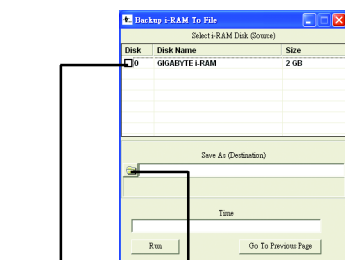 Backup i-RAM To File
Select i-RAM Disk (Source)
Disk Disk Name Size
0 GIGABYTE i-RAM 2 GB
Save As (Destination)
Time
Run Go To Previous Page